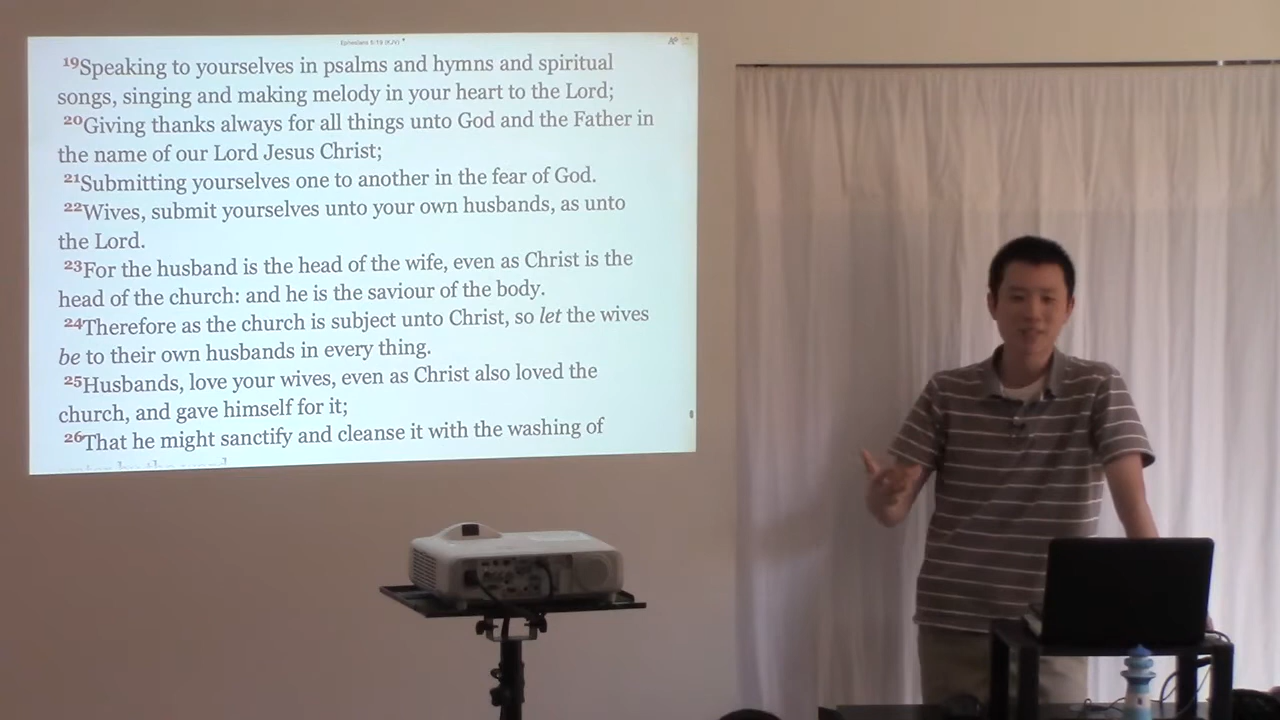 Ephesians 5:19 (KJV)
19Speaking to yourselves in psalms and hymns and spiritual
songs, singing and making melody in your heart to the Lord;
20Giving thanks always for all things unto God and the Father in
the name of our Lord Jesus Christ;
21Submitting yourselves one to another in the fear of God.
22Wives, submit yourselves unto your own husbands, as unto
the Lord.
23For the husband is the head of the wife, even as Christ is the
head of the church: and he is the saviour of the body.
24Therefore as the church is subject unto Christ, so let the wives
be to their own husbands in every thing.
25Husbands, love your wives, even as Christ also loved the
church, and gave himself for it;
26That he might sanctify and cleanse it with the washing of